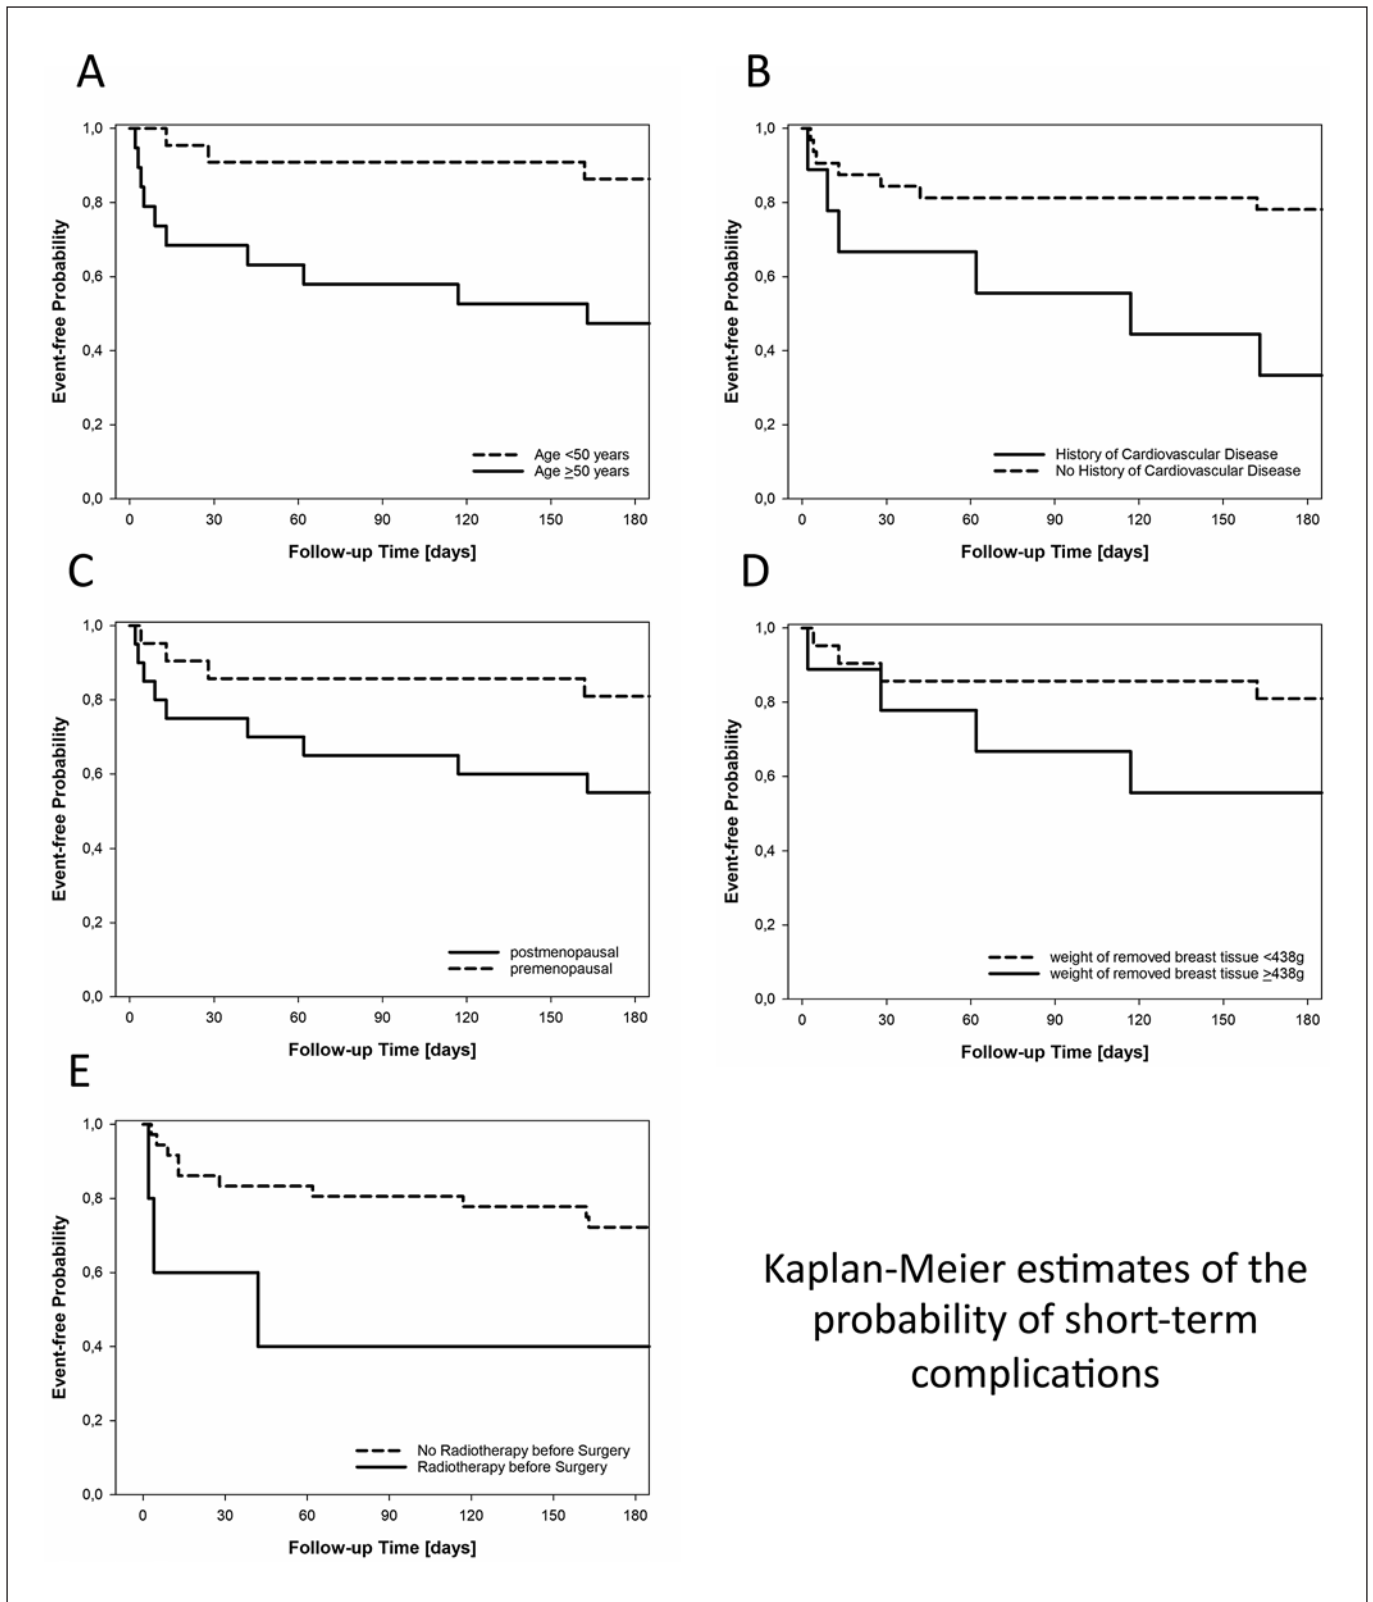 A
1,0
0,8
0,6
0,4
0,2
0,0
Event-free Probability
Age <50 years
Age ≥50 years
0 30 60 90 120 150 180
Follow-up Time [days]
B
1,0
0,8
0,6
0,4
0,2
0,0
Event-free Probability
History of Cardiovascular Disease
No History of Cardiovascular Disease
0 30 60 90 120 150 180
Follow-up Time [days]
C
1,0
0,8
0,6
0,4
0,2
0,0
Event-free Probability
postmenopausal
premenopausal
0 30 60 90 120 150 180
Follow-up Time [days]
D
1,0
0,8
0,6
0,4
0,2
0,0
Event-free Probability
weight of removed breast tissue <438g
weight of removed breast tissue ≥438g
0 30 60 90 120 150 180
Follow-up Time [days]
E
1,0
0,8
0,6
0,4
0,2
0,0
Event-free Probability
No Radiotherapy before Surgery
Radiotherapy before Surgery
0 30 60 90 120 150 180
Follow-up Time [days]
Kaplan-Meier estimates of the
probability of short-term
complications